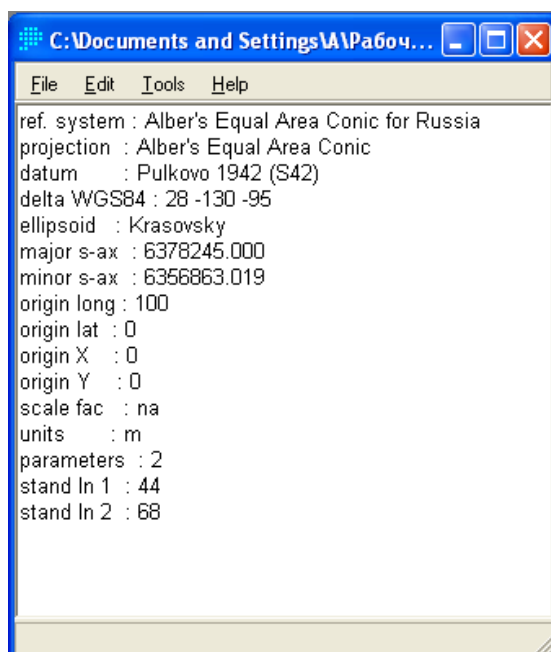 C:\Documents and Settings\A\Рабоч...
File Edit Tools Help
ref. system : Alber's Equal Area Conic for Russia
projection : Alber's Equal Area Conic
datum : Pulkovo 1942 (S42)
delta WGS84 : 28 -130 -95
ellipsoid : Krasovsky
major s-ax : 6378245.000
minor s-ax : 6356863.019
origin long : 100
origin lat : 0
origin X : 0
origin Y : 0
scale fac : na
units : m
parameters : 2
stand ln 1 : 44
stand ln 2 : 68